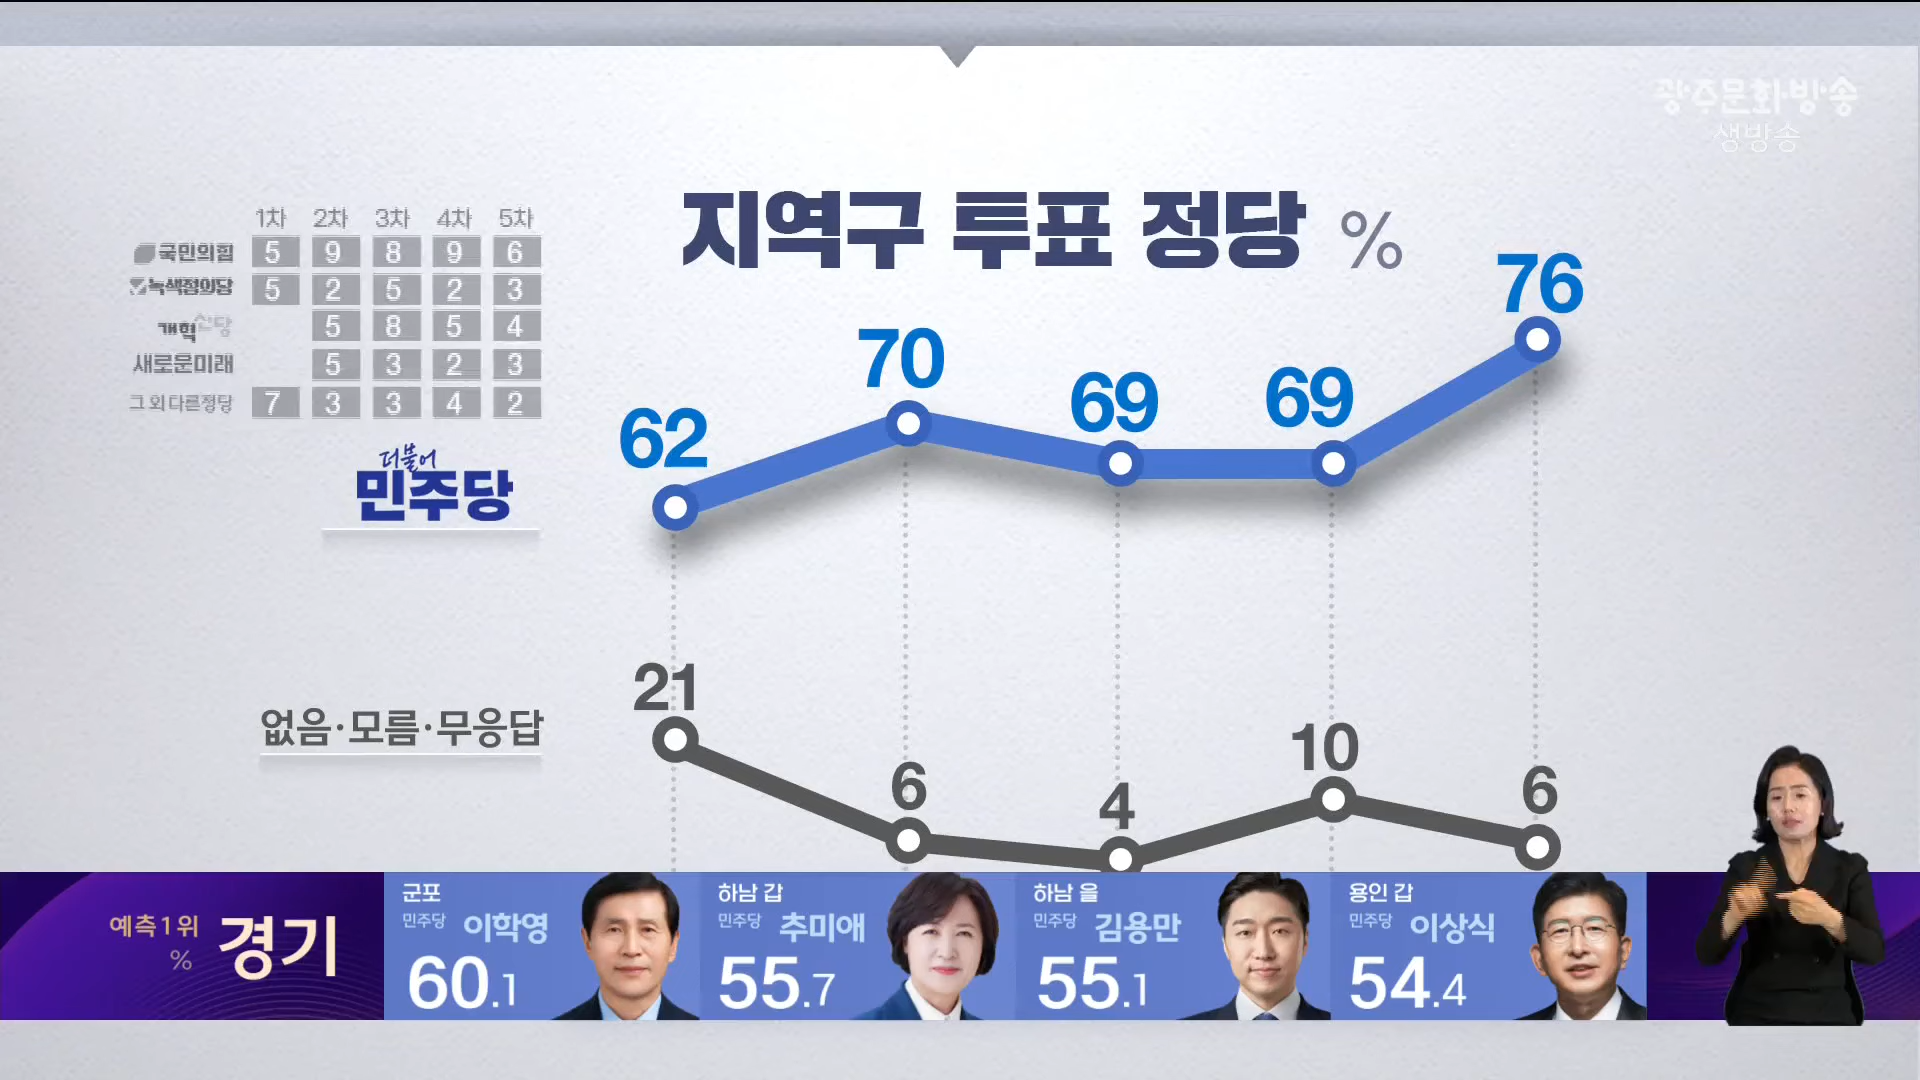 광주문화방송
생방송
지역구 투표 정당 %
1차 2차 3차 4차 5차
국민의힘 5 9 8 9 6
녹색정의당 5 2 5 2 3
개혁신당 5 8 5 4
새로운미래 5 3 2 3
그 외 다른정당 7 3 3 4 2
더불어
민주당
62 70 69 69 76
없음·모름·무응답
21 6 4 10 6
예측1위
%
경기
군포
민주당 이학영
60.1
하남 갑
민주당 추미애
55.7
하남 을
민주당 김용만
55.1
용인 갑
민주당 이상식
54.4